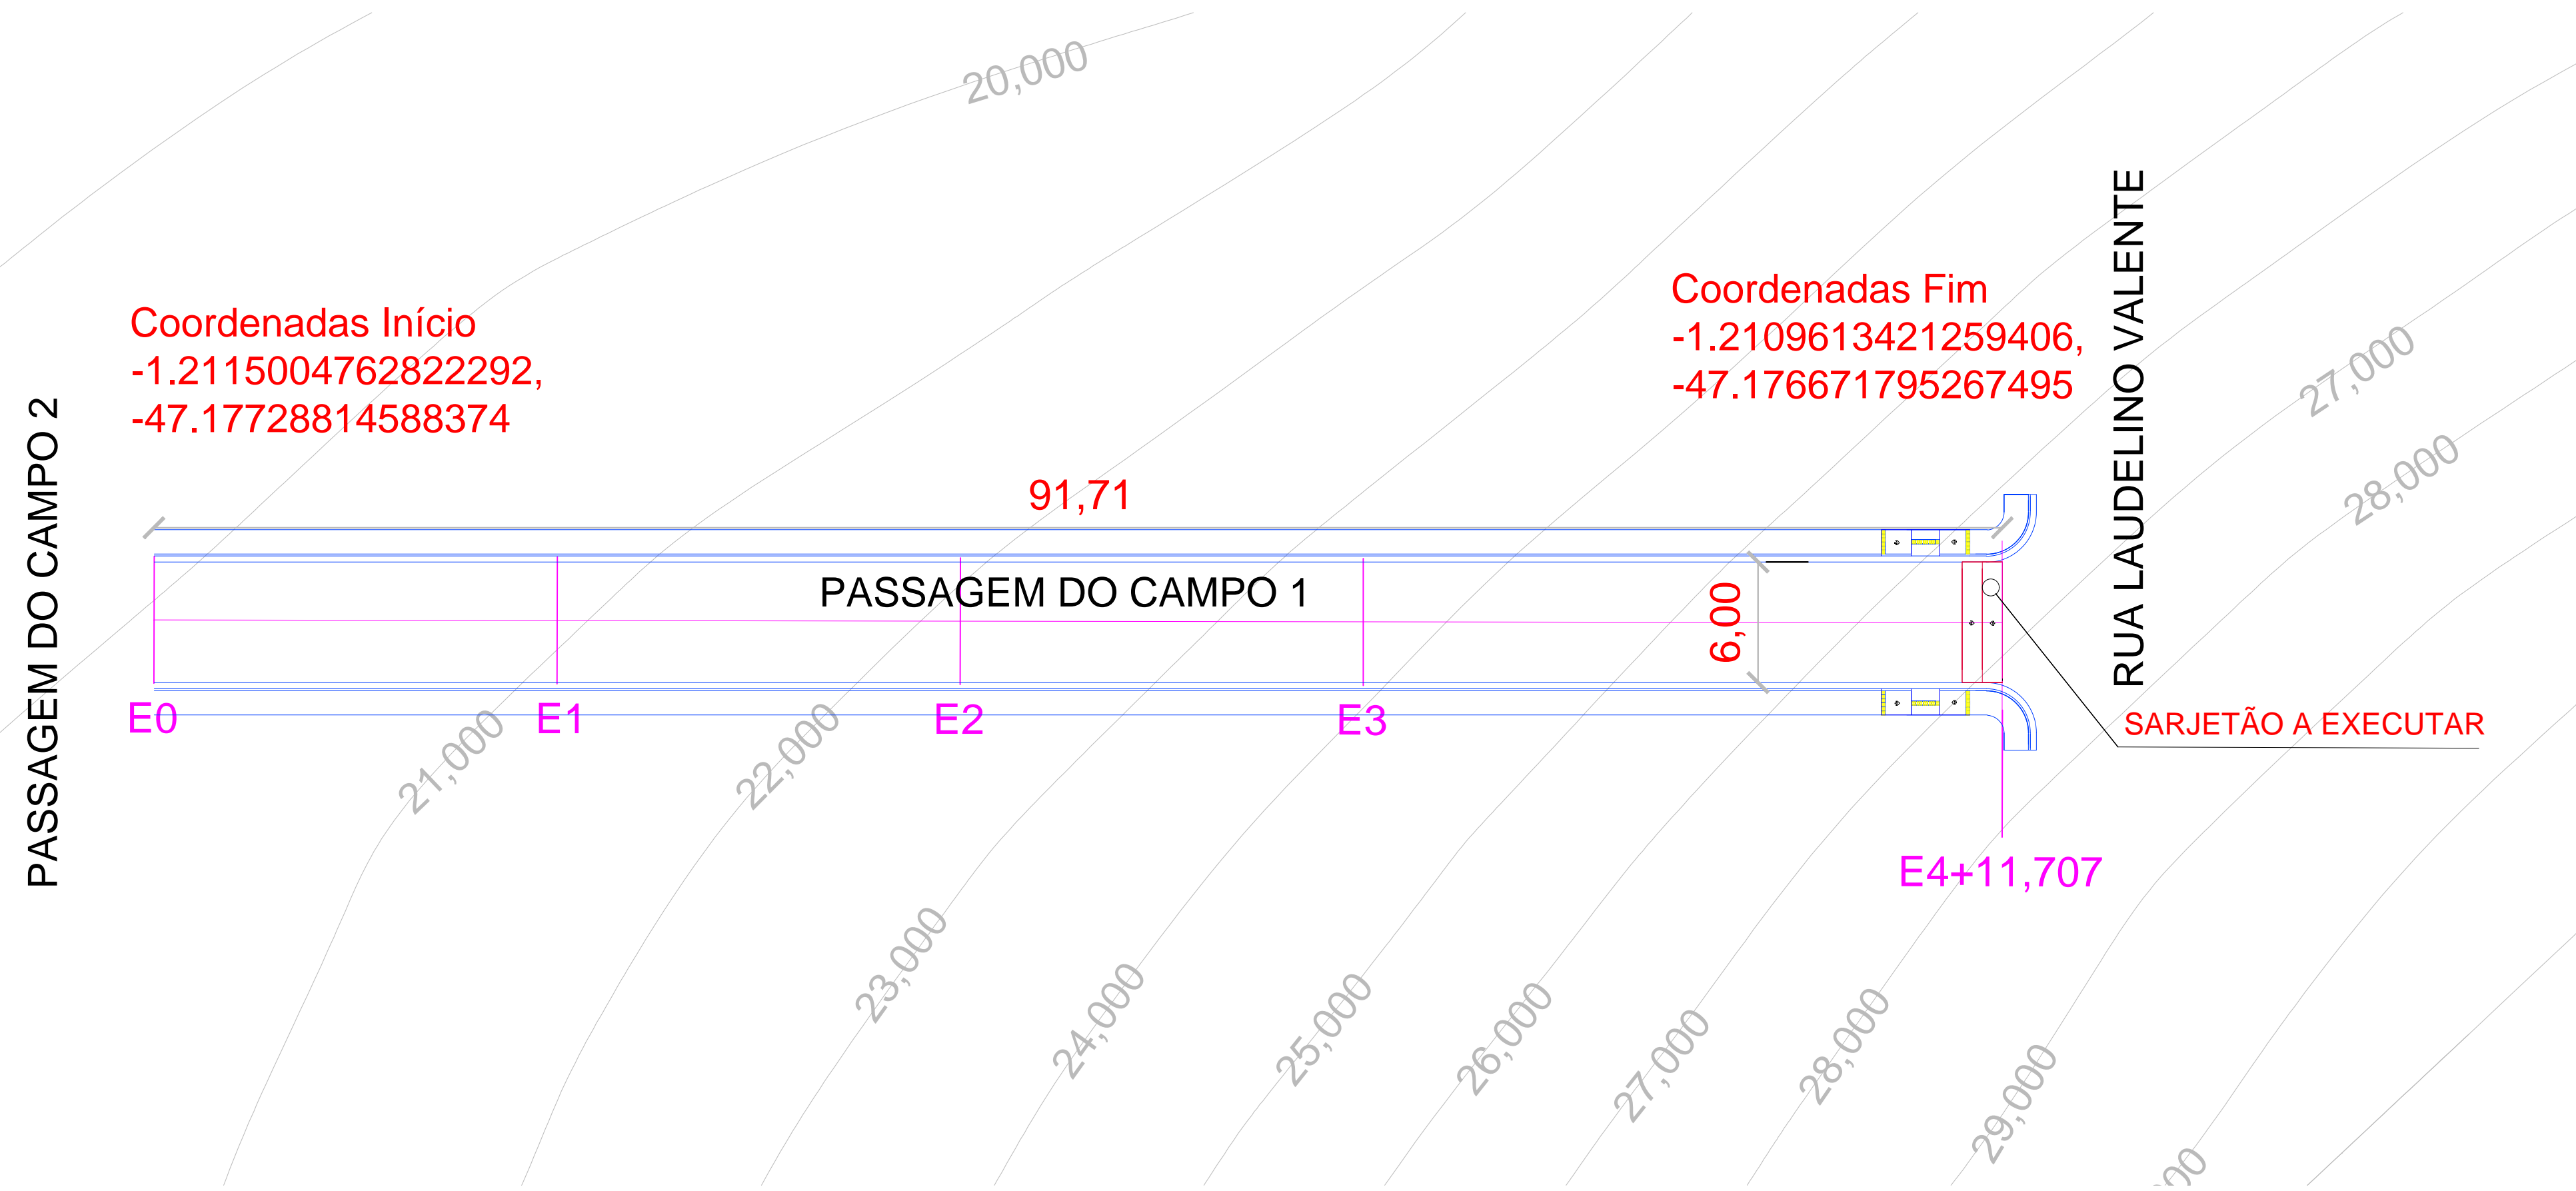 20,000
RUA LAUDELINO VALENTE
Coordenadas Início
-1.2115004762822292,
-47.17728814588374
Coordenadas Fim
-1.2109613421259406,
-47.176671795267495
27,000
28,000
PASSAGEM DO CAMPO 2
91,71
PASSAGEM DO CAMPO 1
6,00
E0
E1
E2
E3
SARJETÃO A EXECUTAR
21,000
22,000
E4+11,707
23,000
24,000
25,000
26,000
27,000
28,000
29,000